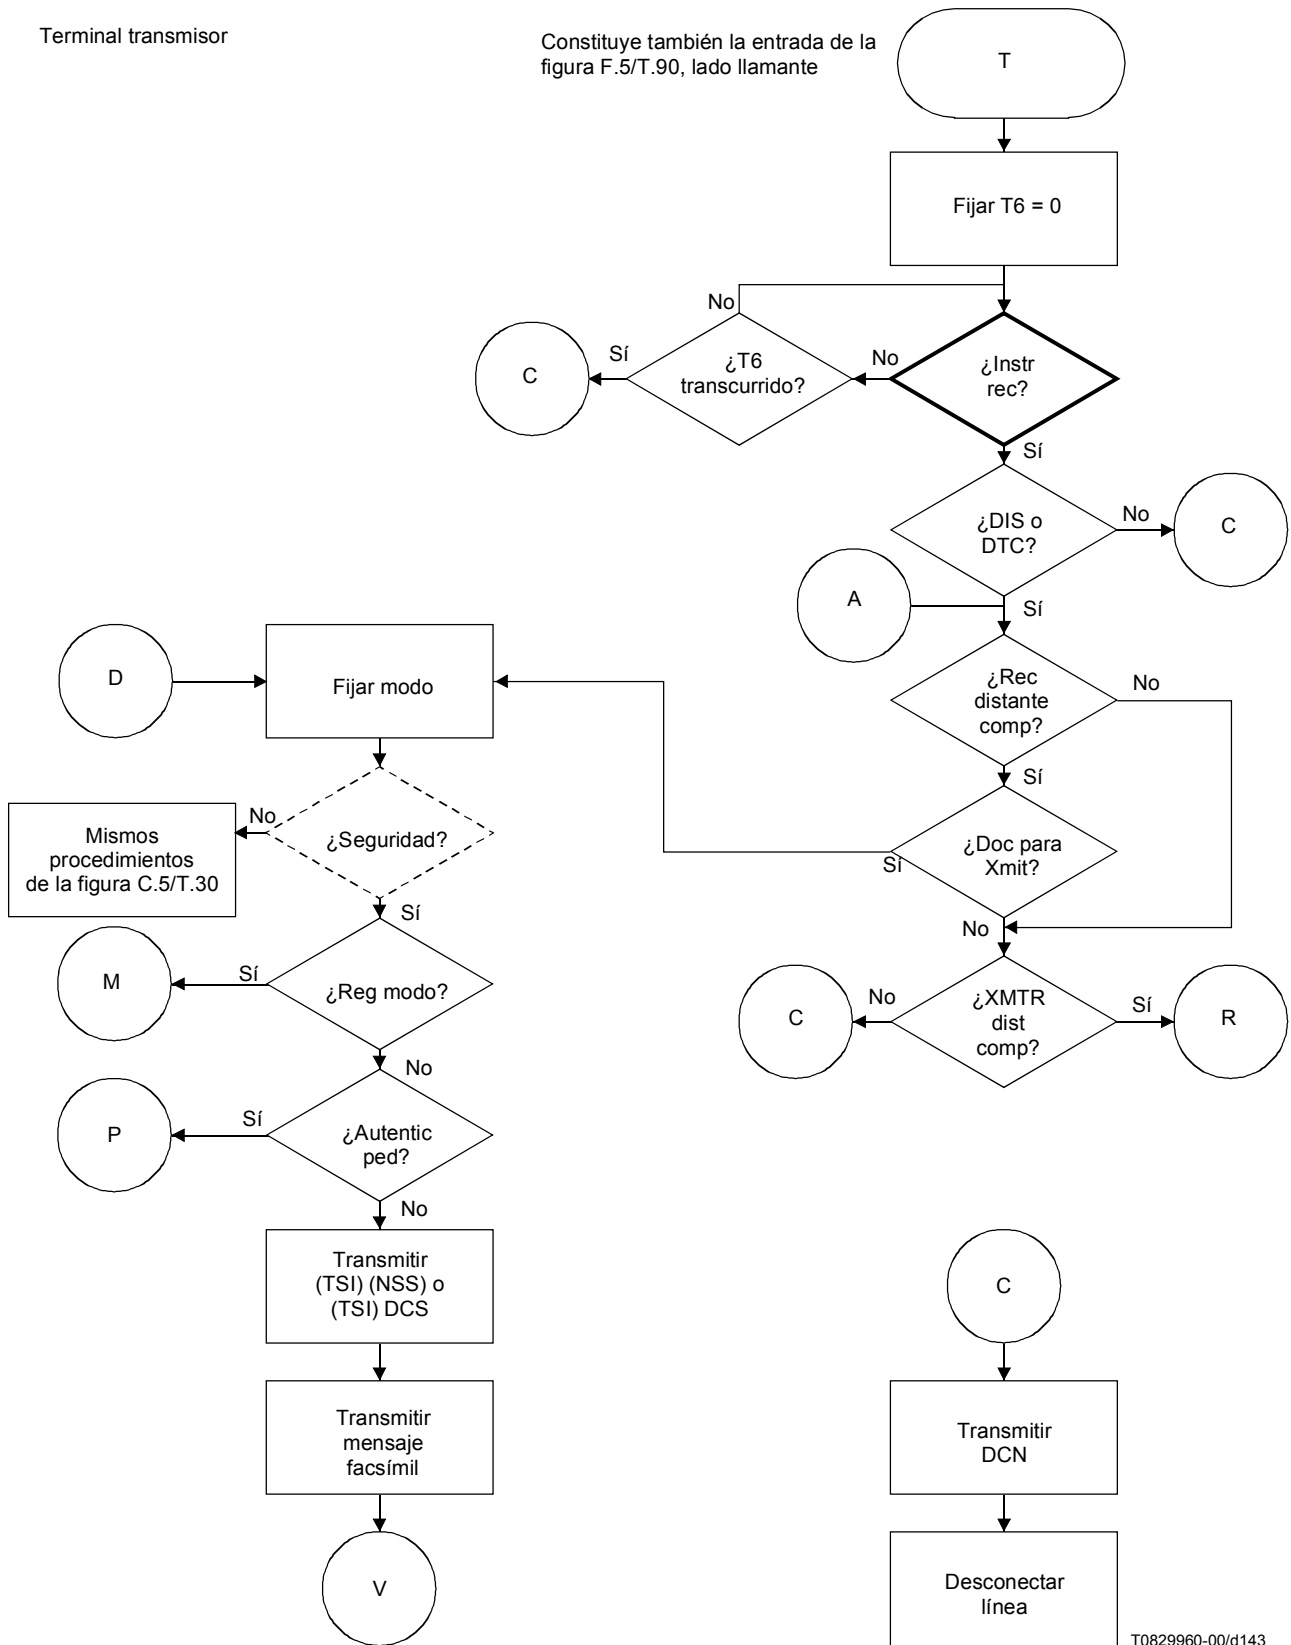 Terminal transmisor
Constituye también la entrada de la
figura F.5/T.90, lado llamante
T
Fijar T6 = 0
No
C
Sí
¿T6
transcurrido?
No
¿Instr
rec?
Sí
¿DIS o
DTC?
No
C
A
Sí
D
Fijar modo
¿Rec
distante
comp?
No
Sí
Mismos
procedimientos
de la figura C.5/T.30
No
¿Seguridad?
¿Doc para
Xmit?
Sí
Sí
No
M
Sí
¿Reg modo?
C
No
¿XMTR
dist
comp?
Sí
R
No
P
Sí
¿Autentic
ped?
No
Transmitir
(TSI) (NSS) o
(TSI) DCS
C
Transmitir
mensaje
facsímil
Transmitir
DCN
V
Desconectar
línea
T0829960-00/d143